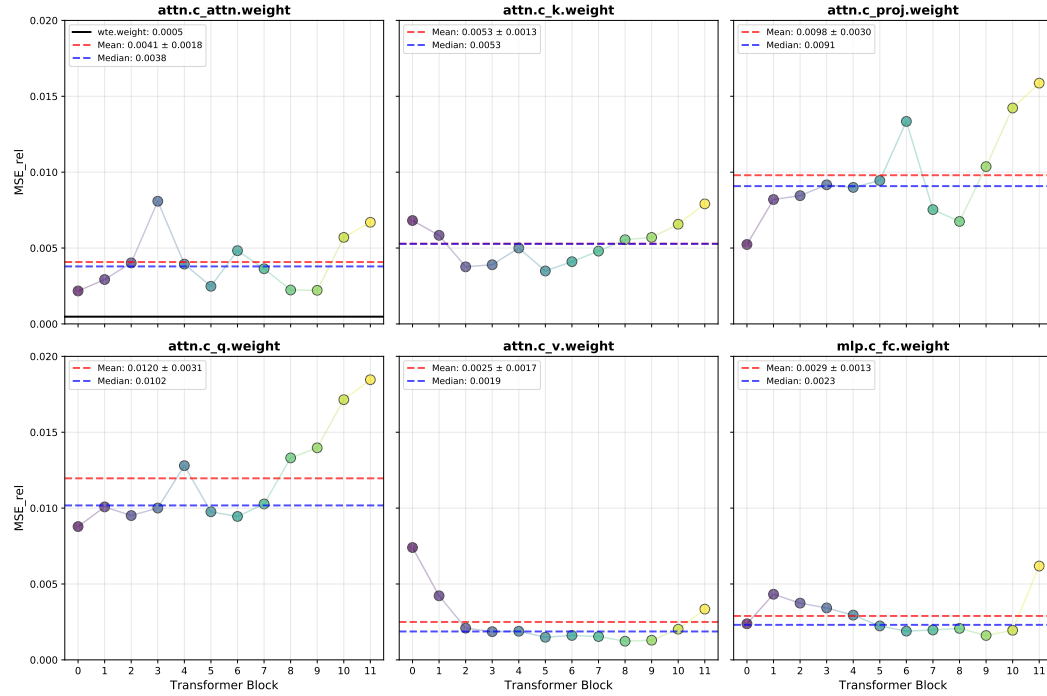 attn.c_attn.weight
attn.c_k.weight
attn.c_proj.weight
wte.weight: 0.0005
Mean: 0.0041 ± 0.0018
Median: 0.0038
Mean: 0.0053 ± 0.0013
Median: 0.0053
Mean: 0.0098 ± 0.0030
Median: 0.0091
0.020
0.015
0.010
0.005
0.000
MSE_rel
attn.c_q.weight
attn.c_v.weight
mlp.c_fc.weight
Mean: 0.0120 ± 0.0031
Median: 0.0102
Mean: 0.0025 ± 0.0017
Median: 0.0019
Mean: 0.0029 ± 0.0013
Median: 0.0023
0.020
0.015
0.010
0.005
0.000
MSE_rel
0 1 2 3 4 5 6 7 8 9 10 11
0 1 2 3 4 5 6 7 8 9 10 11
0 1 2 3 4 5 6 7 8 9 10 11
Transformer Block
Transformer Block
Transformer Block